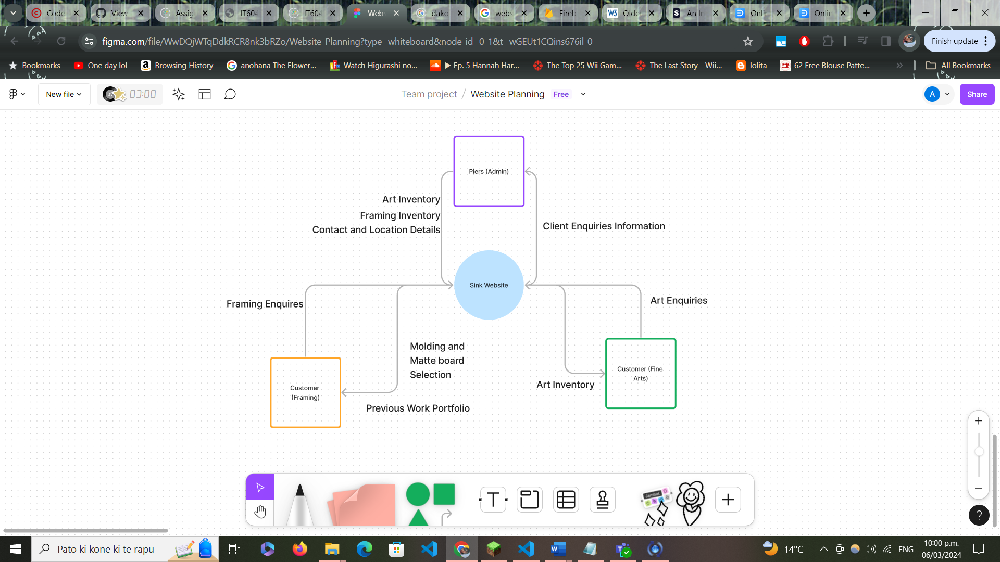 Code
View
Assig
IT604
IT604
Webs
dako
webs
Fireb
Olde
An In
Onlin
Onlin
figma.com/file/WwDQjWTqDdkRCR8nk3bRZo/Website-Planning?type=whiteboard&node-id=0-1&t=wGEUt1CQins676il-0
Finish update
Bookmarks
One day lol
Browsing History
anohana The Flower...
Watch Higurashi no...
▶ Ep. 5 Hannah Har...
The Top 25 Wii Gam...
The Last Story - Wii...
lolita
62 Free Blouse Patte...
All Bookmarks
New file
03:00
Team project / Website Planning Free
A
Share
Piers (Admin)
Art Inventory
Framing Inventory
Contact and Location Details
Client Enquiries Information
Sink Website
Framing Enquires
Art Enquiries
Molding and
Matte board
Selection
Customer
(Framing)
Customer (Fine
Arts)
Art Inventory
Previous Work Portfolio
Jambot
Pato ki kone ki te rapu
14°C
ENG
10:00 p.m.
06/03/2024